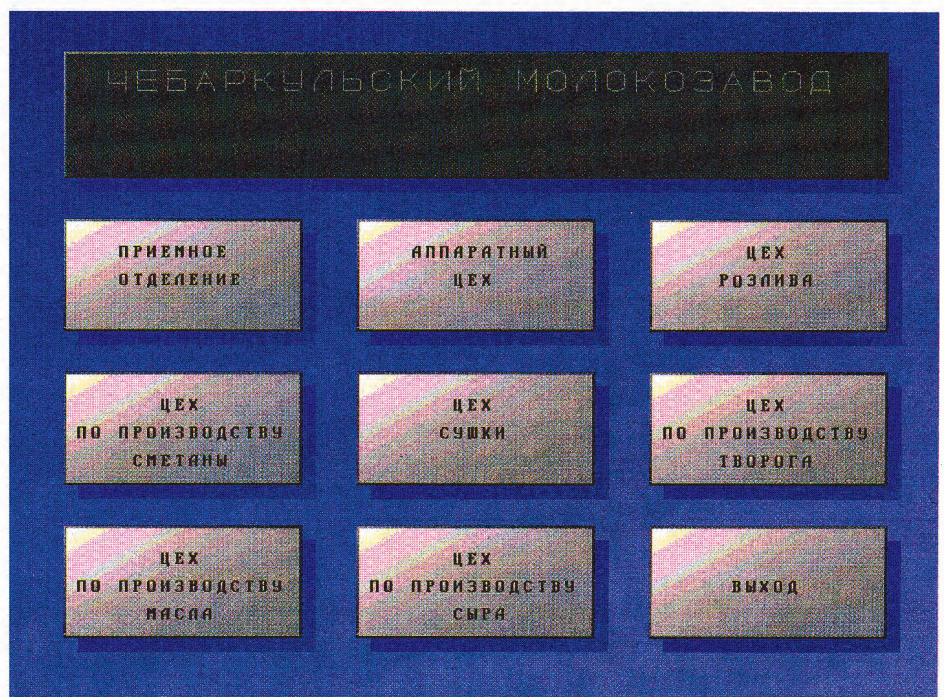 ЧЕБАРКУЛЬСКИЙ МОЛОКОЗАВОД
ПРИЕМНОЕ
ОТДЕЛЕНИЕ
АППАРАТНЫЙ
ЦЕХ
ЦЕХ
РОЗЛИВА
ЦЕХ
ПО ПРОИЗВОДСТВУ
СМЕТАНЫ
ЦЕХ
СУШКИ
ЦЕХ
ПО ПРОИЗВОДСТВУ
ТВОРОГА
ЦЕХ
ПО ПРОИЗВОДСТВУ
МАСЛА
ЦЕХ
ПО ПРОИЗВОДСТВУ
СЫРА
ВЫХОД